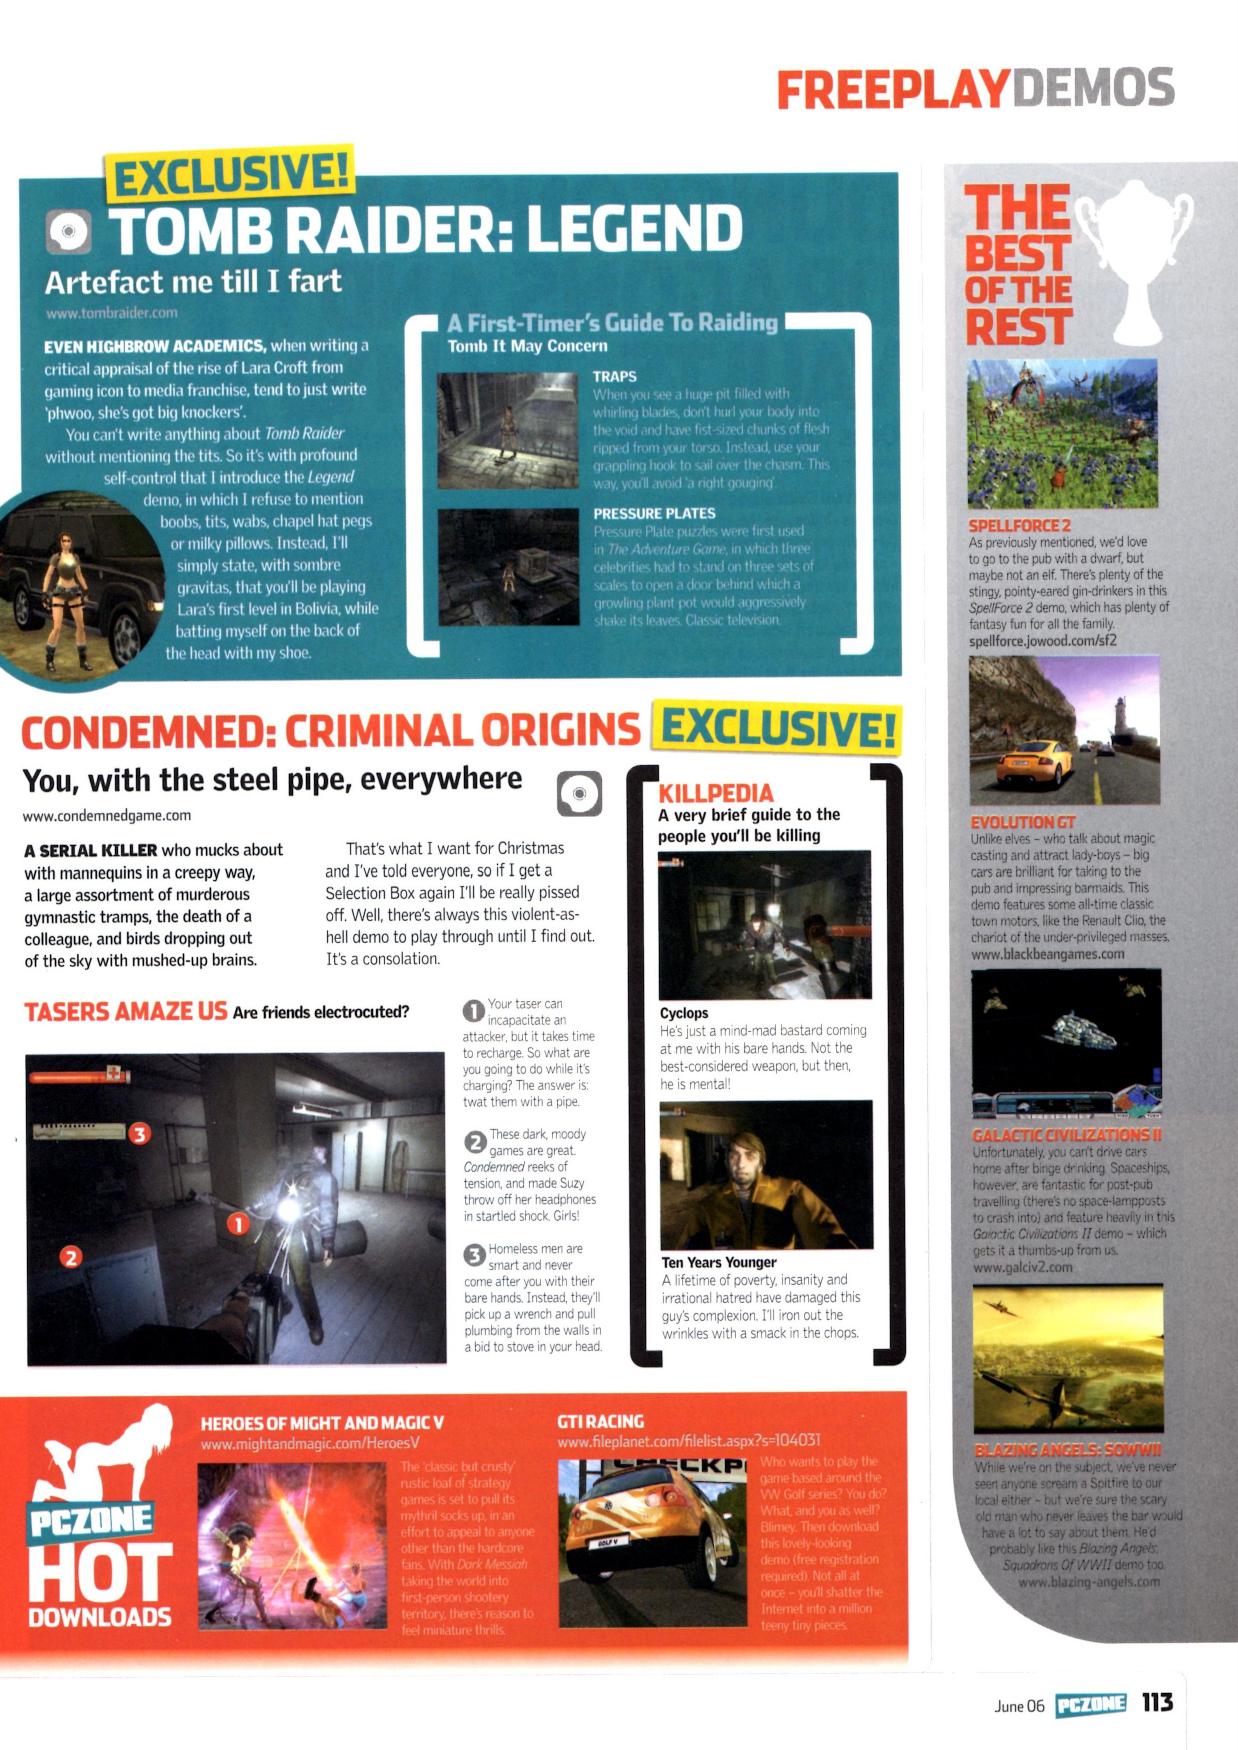 FREEPLAYDEMOS
EXCLUSIVE!
TOMB RAIDER: LEGEND
Artefact me till I fart
www.tombraider.com
EVEN HIGHBROW ACADEMICS, when writing a
critical appraisal of the rise of Lara Croft from
gaming icon to media franchise, tend to just write
'phwoo, she's got big knockers'.
You can't write anything about Tomb Raider
without mentioning the tits. So it's with profound
self-control that I introduce the Legend
demo, in which I refuse to mention
boobs, tits, wabs, chapel hat pegs
or milky pillows. Instead, I'll
simply state, with sombre
gravitas, that you'll be playing
Lara's first level in Bolivia, while
batting myself on the back of
the head with my shoe.
A First-Timer's Guide To Raiding
Tomb It May Concern
TRAPS
When you see a huge pit filled with
whirling blades, don't hurl your body into
the void and have fist-sized chunks of flesh
ripped from your torso. Instead, use your
grappling hook to sail over the chasm. This
way, you'll avoid 'a right gouging'.
PRESSURE PLATES
Pressure Plate puzzles were first used
in The Adventure Game, in which three
celebrities had to stand on three sets of
scales to open a door behind which a
growling plant pot would aggressively
shake its leaves. Classic television.
CONDEMNED: CRIMINAL ORIGINS EXCLUSIVE!
You, with the steel pipe, everywhere
www.condemnedgame.com
A SERIAL KILLER who mucks about
with mannequins in a creepy way,
a large assortment of murderous
gymnastic tramps, the death of a
colleague, and birds dropping out
of the sky with mushed-up brains.
That's what I want for Christmas
and I've told everyone, so if I get a
Selection Box again I'll be really pissed
off. Well, there's always this violent-as-
hell demo to play through until I find out.
It's a consolation.
TASERS AMAZE US Are friends electrocuted?
3
1
2
1 Your taser can
incapacitate an
attacker, but it takes time
to recharge. So what are
you going to do while it's
charging? The answer is:
twat them with a pipe.
2 These dark, moody
games are great.
Condemned reeks of
tension, and made Suzy
throw off her headphones
in startled shock. Girls!
3 Homeless men are
smart and never
come after you with their
bare hands. Instead, they'll
pick up a wrench and pull
plumbing from the walls in
a bid to stove in your head.
KILLPEDIA
A very brief guide to the
people you'll be killing
Cyclops
He's just a mind-mad bastard coming
at me with his bare hands. Not the
best-considered weapon, but then,
he is mental!
Ten Years Younger
A lifetime of poverty, insanity and
irrational hatred have damaged this
guy's complexion. I'll iron out the
wrinkles with a smack in the chops.
PCZONE
HOT
DOWNLOADS
HEROES OF MIGHT AND MAGIC V
www.mightandmagic.com/HeroesV
The 'classic but crusty'
rustic loaf of strategy
games is set to pull its
mythril socks up, in an
effort to appeal to anyone
other than the hardcore
fans. With Dark Messiah
taking the world into
first-person shootery
territory, there's reason to
feel miniature thrills.
GTI RACING
www.fileplanet.com/filelist.aspx?s=104031
CHECKP
GOLF V
Who wants to play the
game based around the
VW Golf series? You do?
What, and you as well?
Blimey. Then download
this lovely-looking
demo (free registration
required). Not all at
once – you'll shatter the
Internet into a million
teeny tiny pieces.
THE
BEST
OF THE
REST
SPELLFORCE 2
As previously mentioned, we'd love
to go to the pub with a dwarf, but
maybe not an elf. There's plenty of the
stingy, pointy-eared gin-drinkers in this
SpellForce 2 demo, which has plenty of
fantasy fun for all the family.
spellforce.jowood.com/sf2
EVOLUTION GT
Unlike elves – who talk about magic
casting and attract lady-boys – big
cars are brilliant for taking to the
pub and impressing barmaids. This
demo features some all-time classic
town motors, like the Renault Clio, the
chariot of the under-privileged masses.
www.blackbeangames.com
GALACTIC CIVILIZATIONS II
Unfortunately, you can't drive cars
home after binge drinking. Spaceships,
however, are fantastic for post-pub
travelling (there's no space-lampposts
to crash into) and feature heavily in this
Galactic Civilizations II demo – which
gets it a thumbs-up from us.
www.galciv2.com
BLAZING ANGELS: SOWWII
While we're on the subject, we've never
seen anyone scream a Spitfire to our
local either – but we're sure the scary
old man who never leaves the bar would
have a lot to say about them. He'd
probably like this Blazing Angels:
Squadrons Of WWII demo too.
www.blazing-angels.com
June 06 PCZONE 113